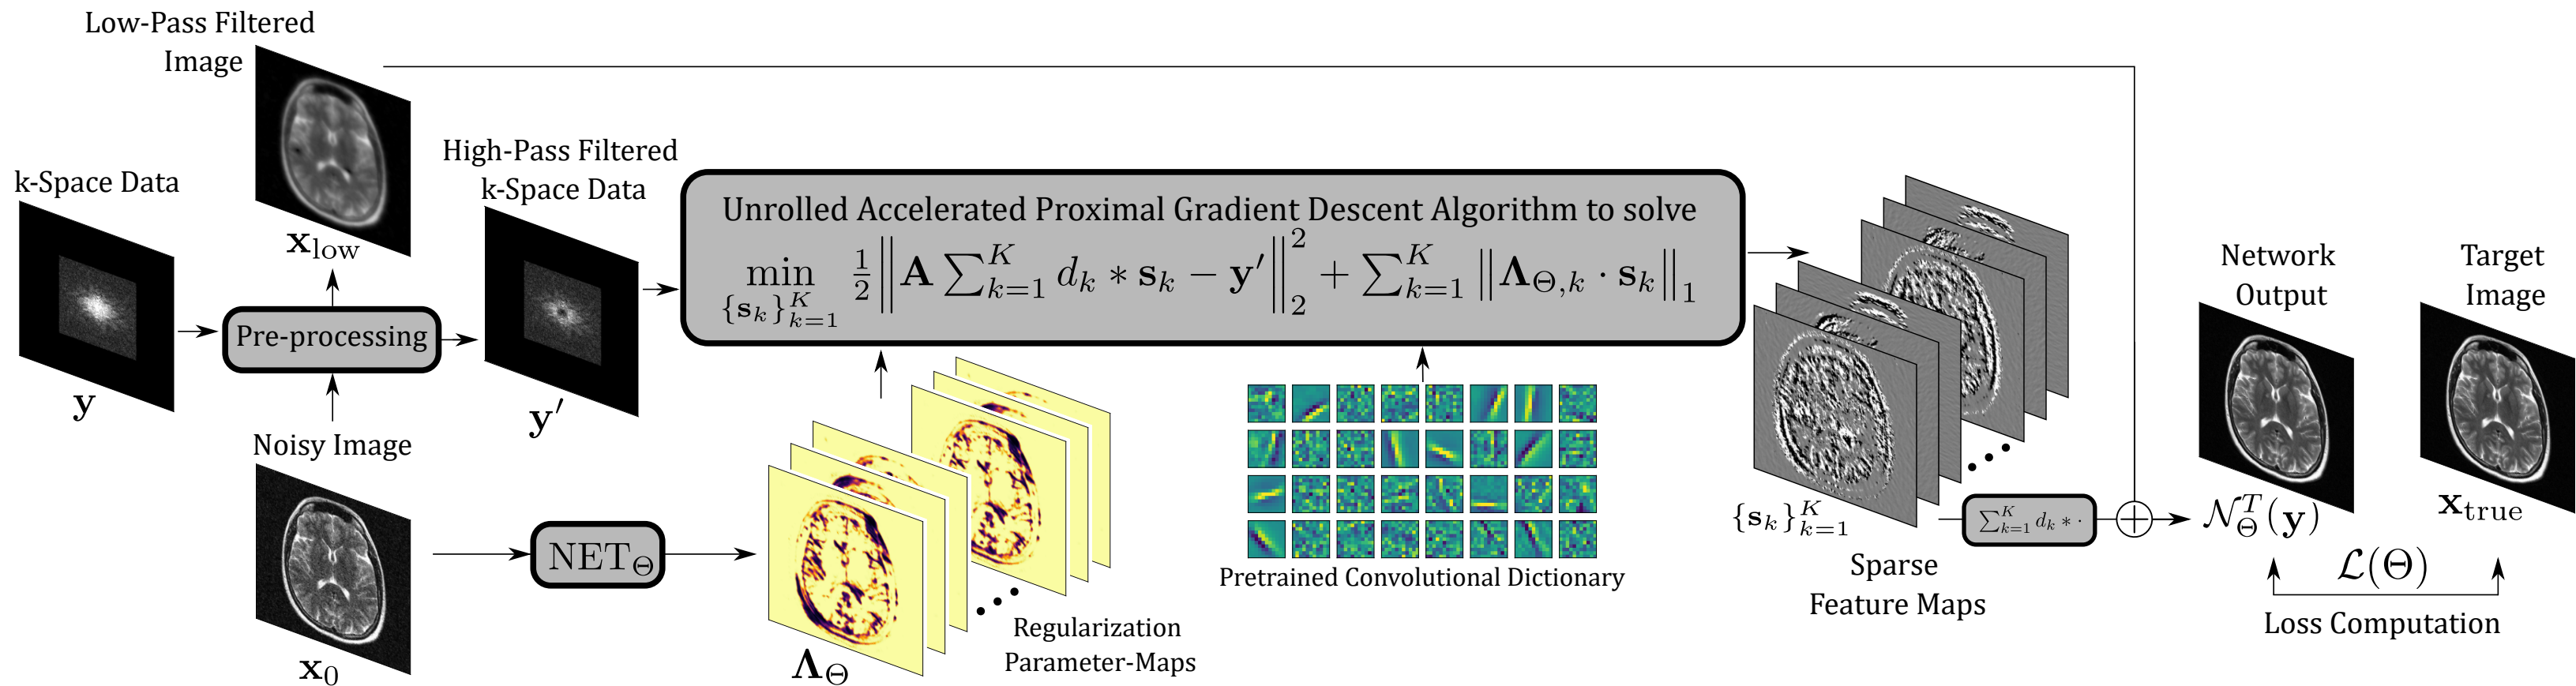 Low-Pass Filtered
Image
k-Space Data
𝐱_low
High-Pass Filtered
k-Space Data
Pre-processing
𝐲
𝐲′
Noisy Image
𝐱_0
NET_Θ
Unrolled Accelerated Proximal Gradient Descent Algorithm to solve
min_{{𝐬_k}_{k=1}^K} 1/2 ‖𝐀 ∑_{k=1}^K d_k ∗ 𝐬_k − 𝐲′‖_2^2 + ∑_{k=1}^K ‖𝚲_{Θ,k} · 𝐬_k‖_1
𝚲_Θ
Regularization
Parameter-Maps
Pretrained Convolutional Dictionary
{𝐬_k}_{k=1}^K
Sparse
Feature Maps
∑_{k=1}^K d_k ∗ ·
Network
Output
𝒩_Θ^T(𝐲)
Target
Image
𝐱_true
ℒ(Θ)
Loss Computation